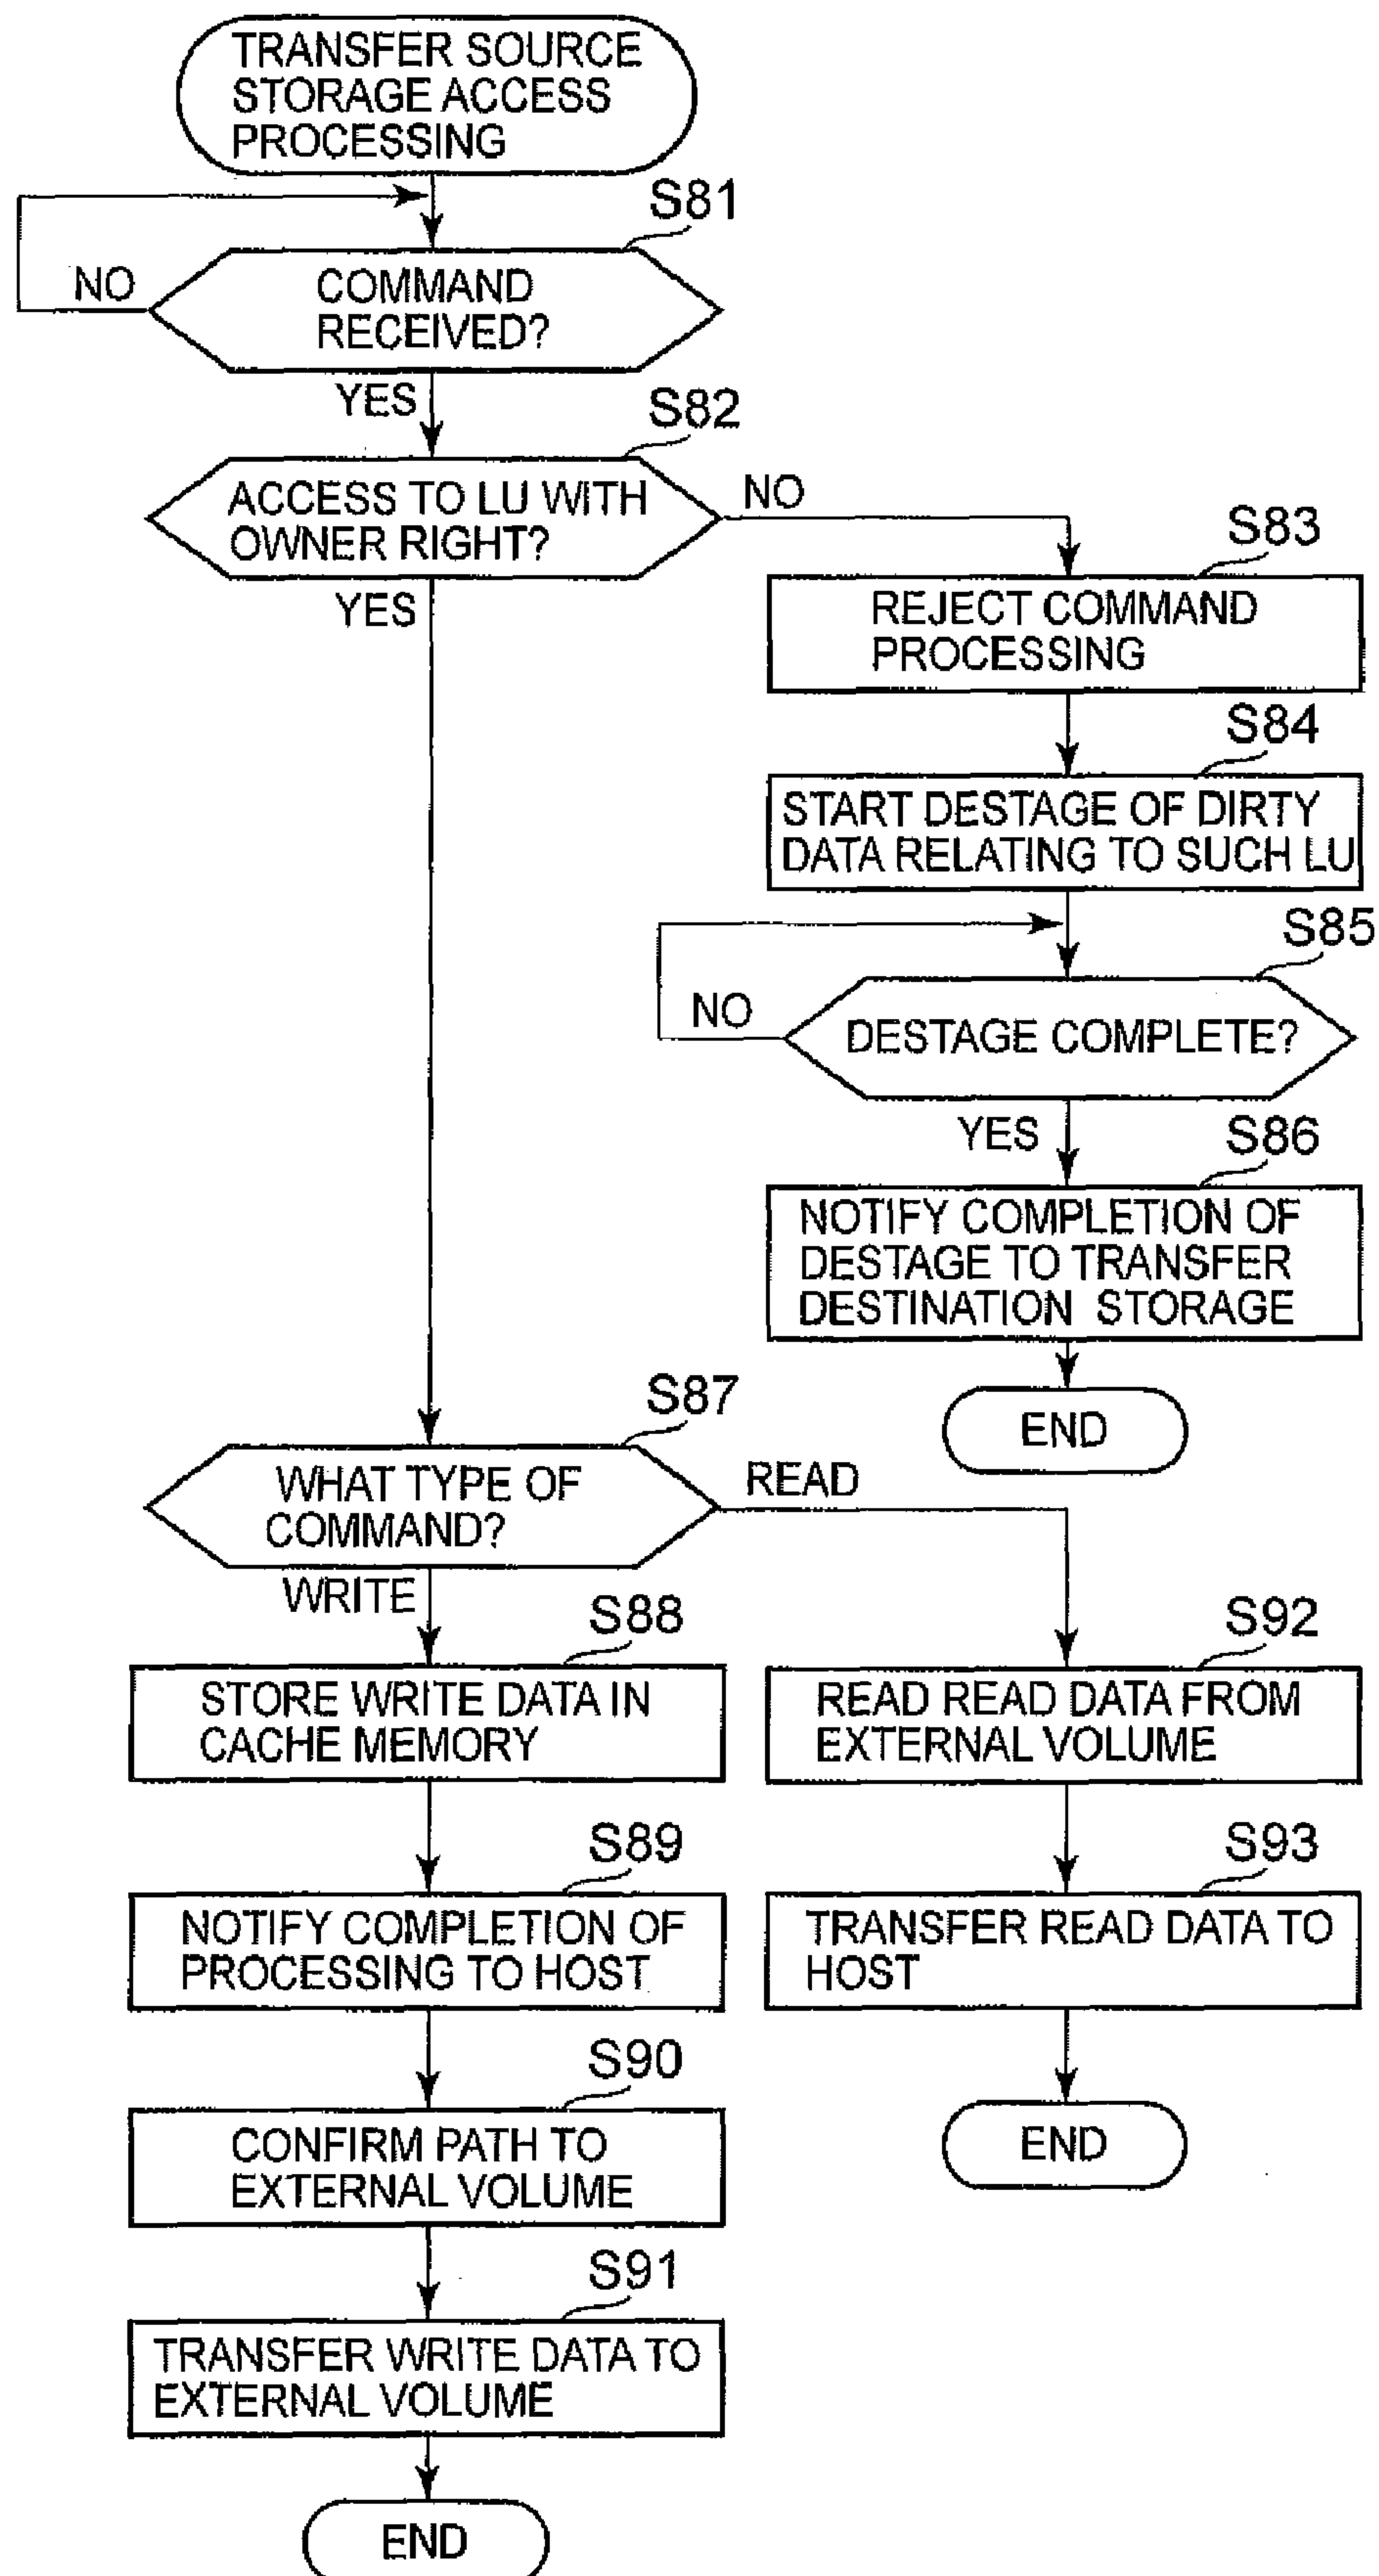 TRANSFER SOURCE
STORAGE ACCESS
PROCESSING
S81
NO
COMMAND
RECEIVED?
YES
S82
ACCESS TO LU WITH
OWNER RIGHT?
NO
YES
S83
REJECT COMMAND
PROCESSING
S84
START DESTAGE OF DIRTY
DATA RELATING TO SUCH LU
S85
NO
DESTAGE COMPLETE?
YES
S86
NOTIFY COMPLETION OF
DESTAGE TO TRANSFER
DESTINATION STORAGE
END
S87
WHAT TYPE OF
COMMAND?
READ
WRITE
S88
STORE WRITE DATA IN
CACHE MEMORY
S89
NOTIFY COMPLETION OF
PROCESSING TO HOST
S90
CONFIRM PATH TO
EXTERNAL VOLUME
S91
TRANSFER WRITE DATA TO
EXTERNAL VOLUME
END
S92
READ READ DATA FROM
EXTERNAL VOLUME
S93
TRANSFER READ DATA TO
HOST
END